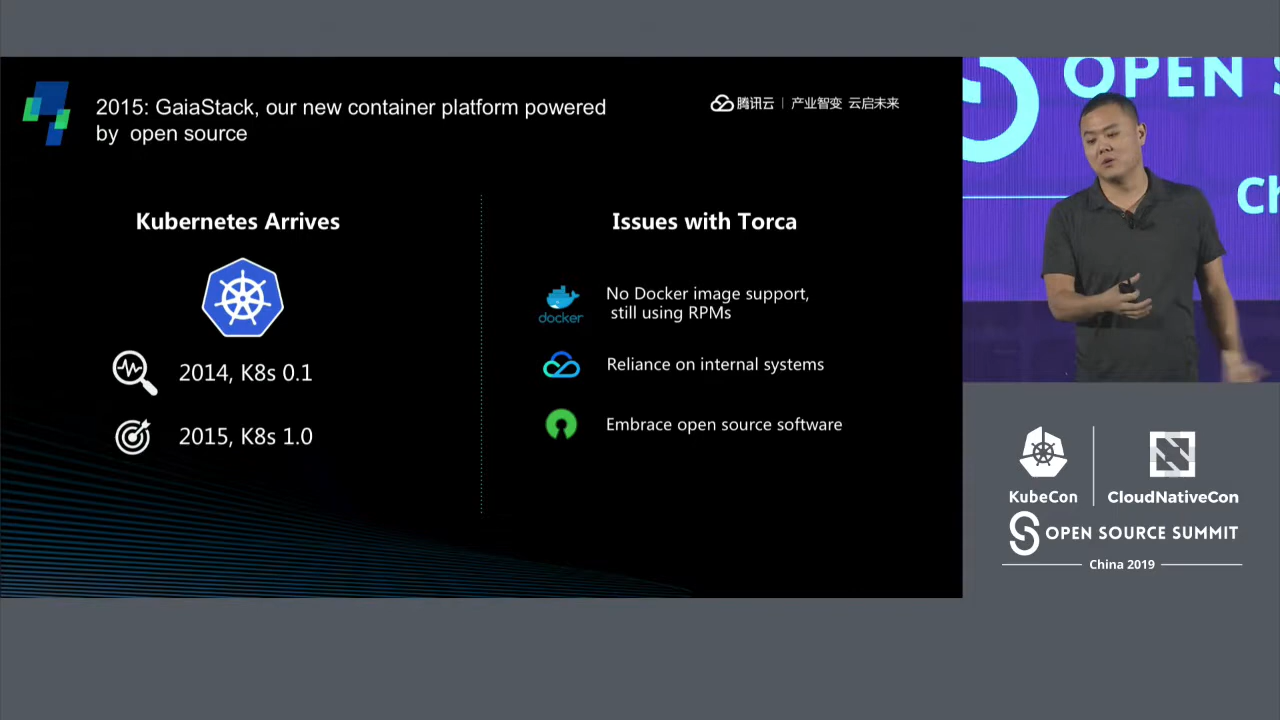 2015: GaiaStack, our new container platform powered
by open source
腾讯云 | 产业智变 云启未来
Kubernetes Arrives
2014, K8s 0.1
2015, K8s 1.0
Issues with Torca
docker
No Docker image support,
still using RPMs
Reliance on internal systems
Embrace open source software
OPEN S
Ch
KubeCon
CloudNativeCon
OPEN SOURCE SUMMIT
China 2019